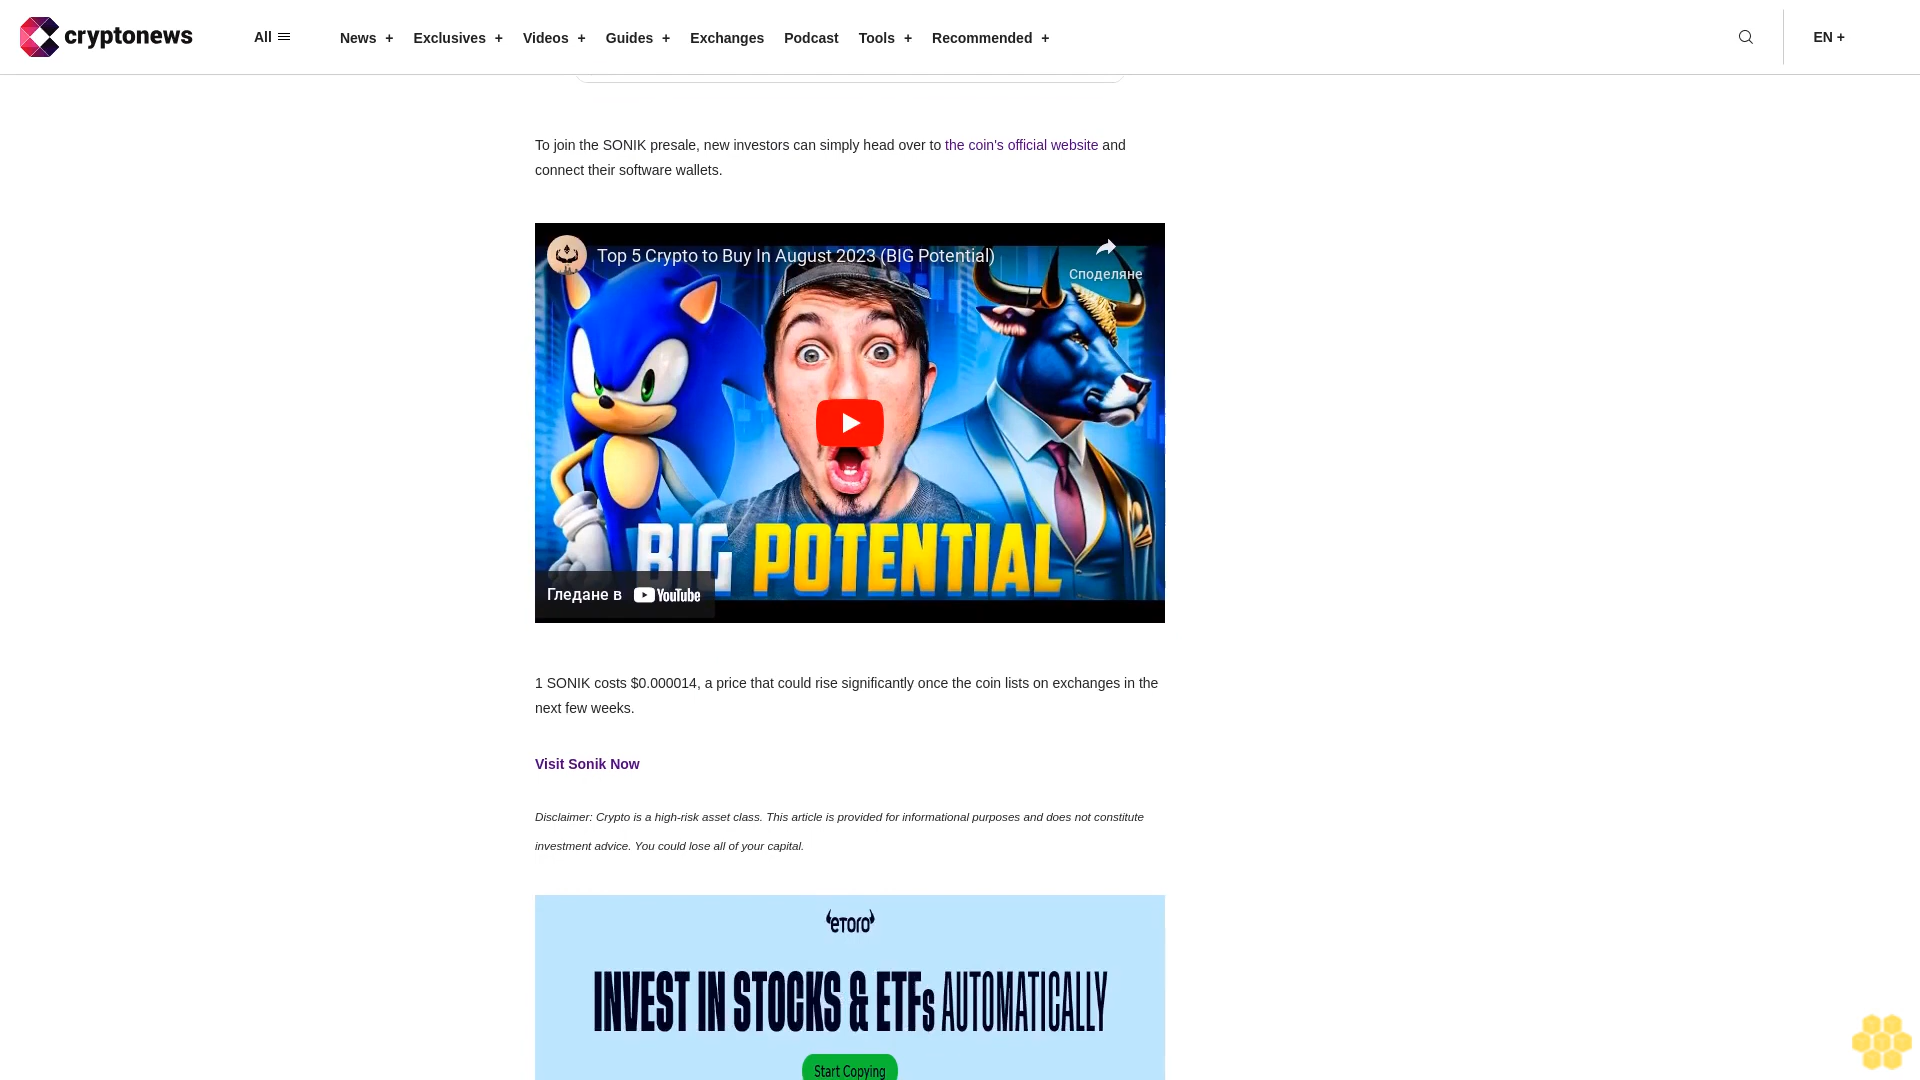 cryptonews
All
News +
Exclusives +
Videos +
Guides +
Exchanges
Podcast
Tools +
Recommended +
EN +
To join the SONIK presale, new investors can simply head over to the coin's official website and
connect their software wallets.
Top 5 Crypto to Buy In August 2023 (BIG Potential)
Споделяне
BIG POTENTIAL
Гледане в YouTube
1 SONIK costs $0.000014, a price that could rise significantly once the coin lists on exchanges in the
next few weeks.
Visit Sonik Now
Disclaimer: Crypto is a high-risk asset class. This article is provided for informational purposes and does not constitute
investment advice. You could lose all of your capital.
eToro
INVEST IN STOCKS & ETFs AUTOMATICALLY
Start Copying